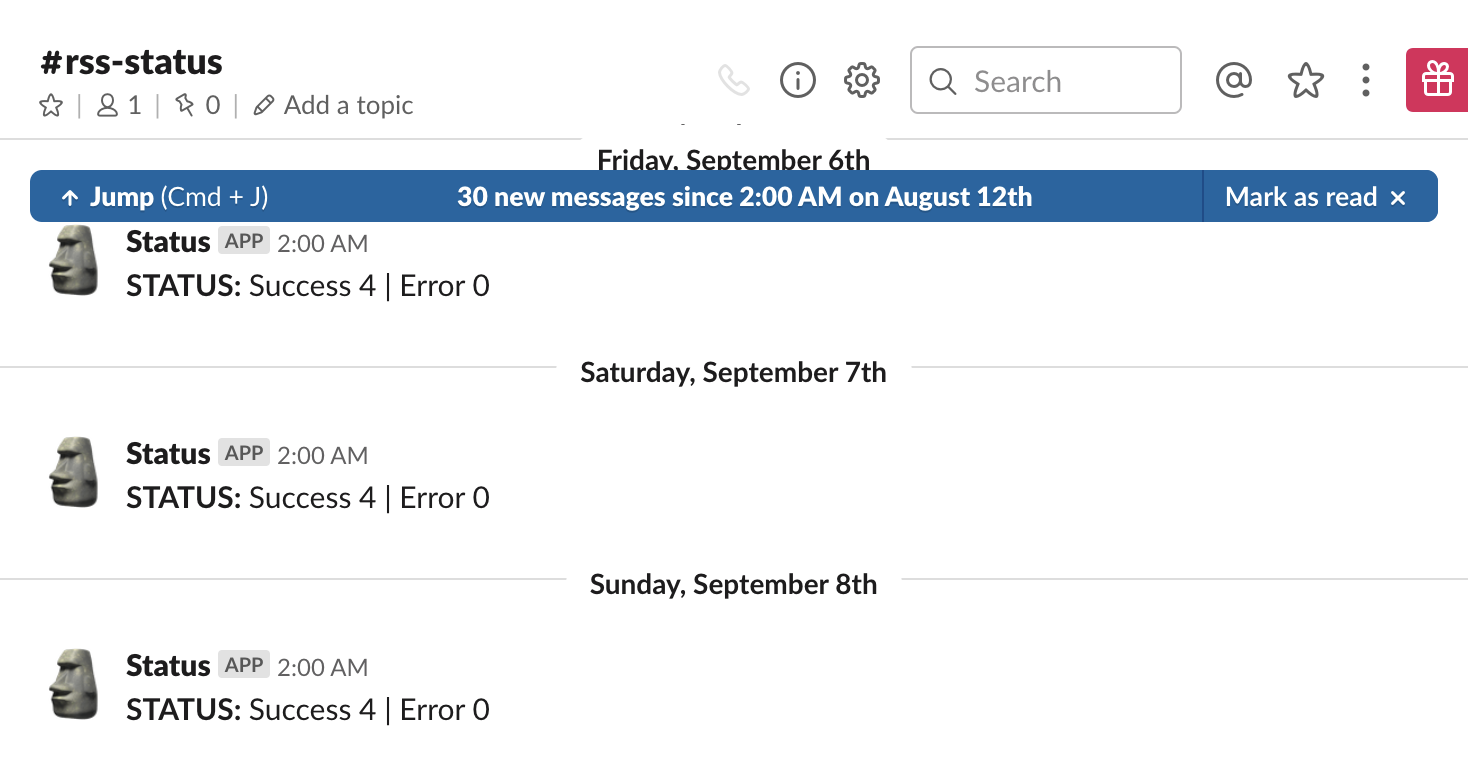 #rss-status
1 | 0 | Add a topic
Search
Friday, September 6th
Jump (Cmd + J) 30 new messages since 2:00 AM on August 12th Mark as read ×
Status APP 2:00 AM
STATUS: Success 4 | Error 0
Saturday, September 7th
Status APP 2:00 AM
STATUS: Success 4 | Error 0
Sunday, September 8th
Status APP 2:00 AM
STATUS: Success 4 | Error 0